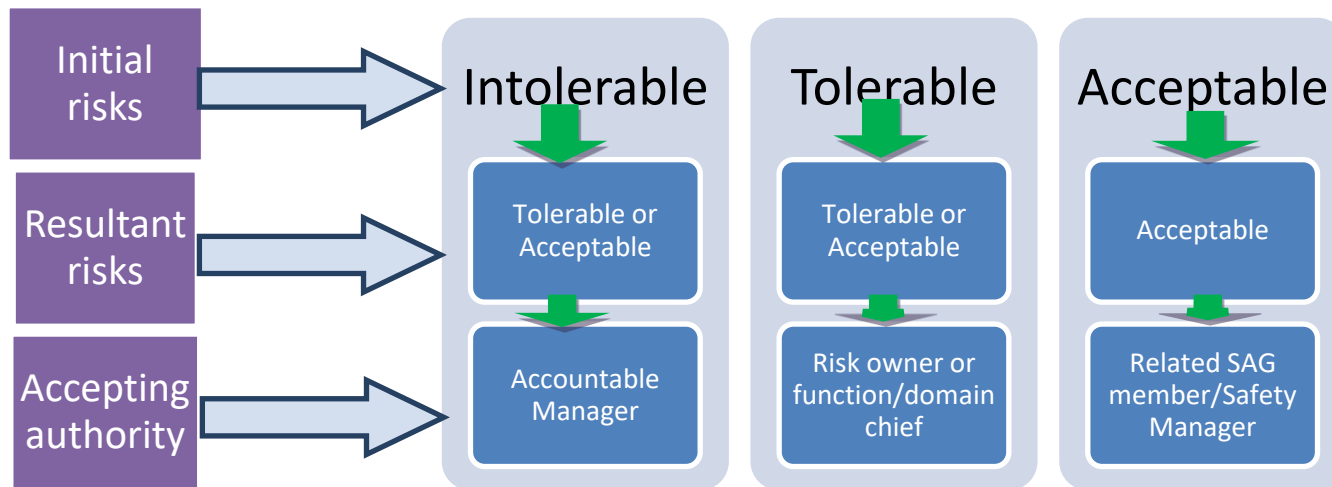 Initial
risks
Intolerable
Tolerable
Acceptable
Resultant
risks
Tolerable or
Acceptable
Tolerable or
Acceptable
Acceptable
Accepting
authority
Accountable
Manager
Risk owner or
function/domain
chief
Related SAG
member/Safety
Manager